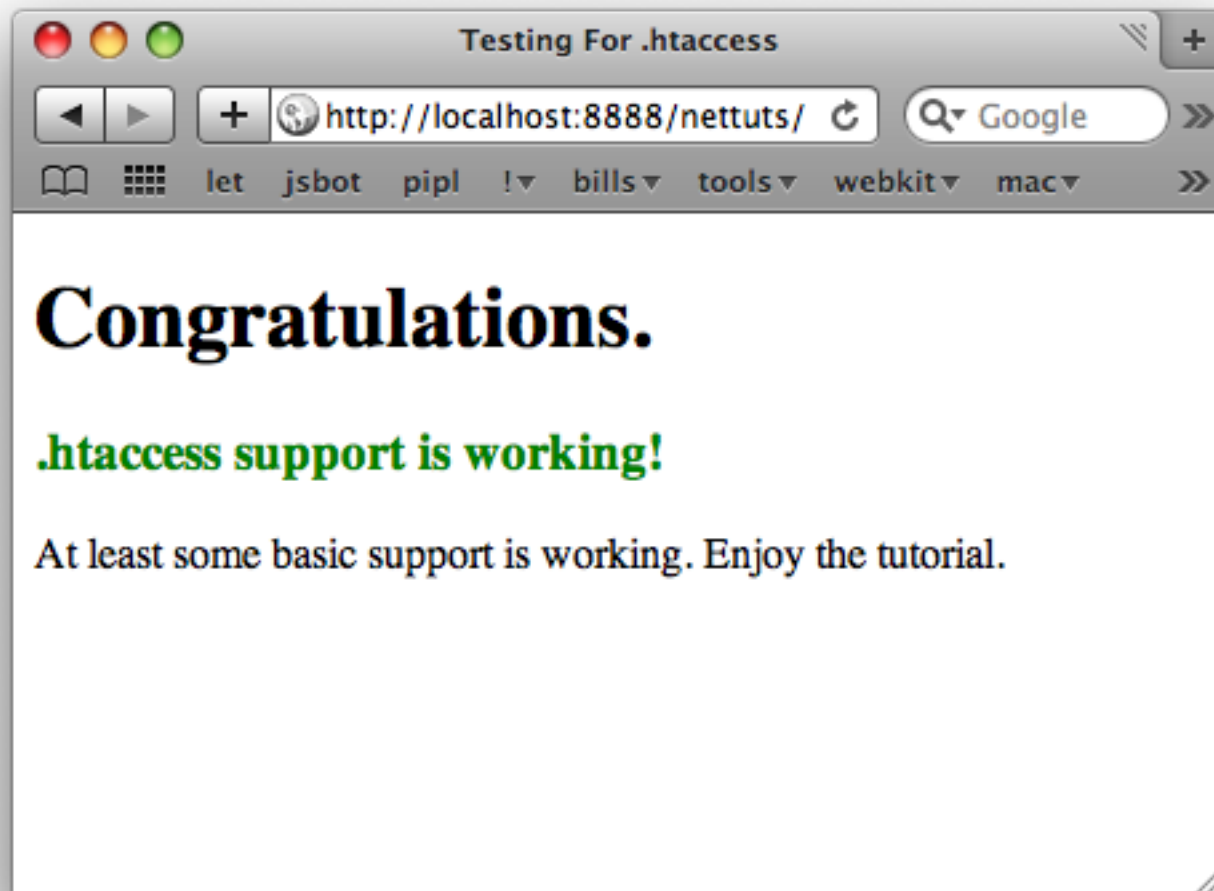 Testing For .htaccess
http://localhost:8888/nettuts/ Google
let jsbot pipl ! bills tools webkit mac
Congratulations.
.htaccess support is working!
At least some basic support is working. Enjoy the tutorial.